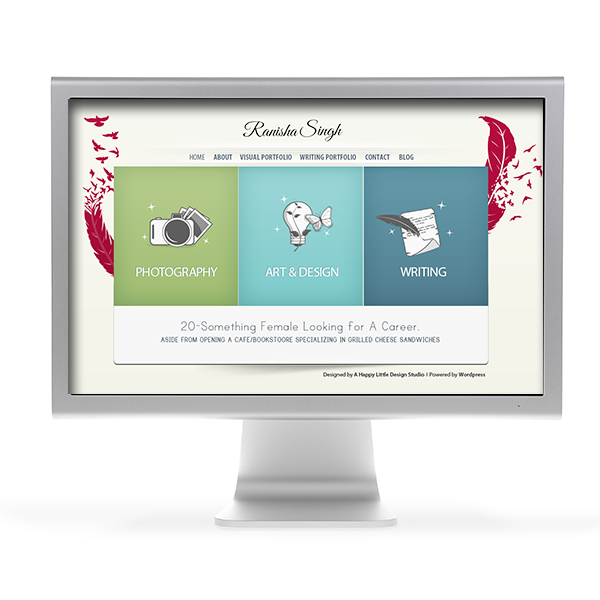 Ranisha Singh
HOME ABOUT VISUAL PORTFOLIO WRITING PORTFOLIO CONTACT BLOG
PHOTOGRAPHY ART & DESIGN WRITING
20-Something Female Looking for A Career.
ASIDE FROM OPENING A CAFE/BOOKSTOORE SPECIALIZING IN GRILLED CHEESE SANDWICHES
Designed by A Happy Little Design Studio I Powered by Wordpress